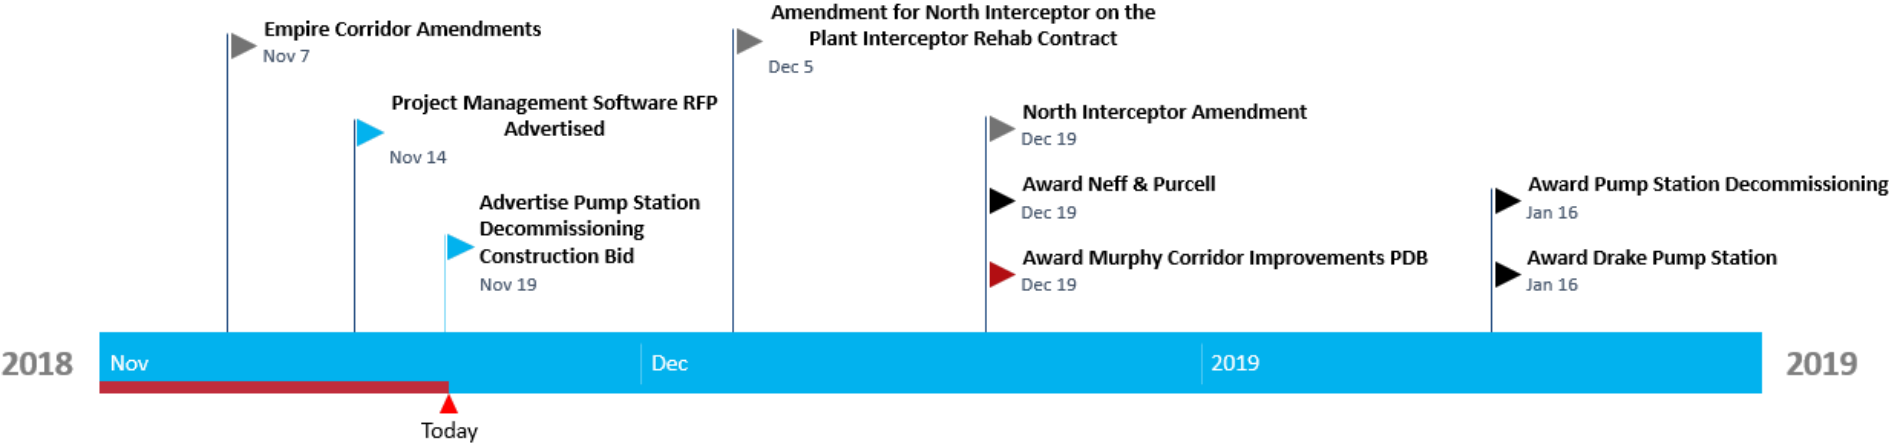 Empire Corridor Amendments
Nov 7
Project Management Software RFP
Advertised
Nov 14
Advertise Pump Station
Decommissioning
Construction Bid
Nov 19
Amendment for North Interceptor on the
Plant Interceptor Rehab Contract
Dec 5
North Interceptor Amendment
Dec 19
Award Neff & Purcell
Dec 19
Award Murphy Corridor Improvements PDB
Dec 19
Award Pump Station Decommissioning
Jan 16
Award Drake Pump Station
Jan 16
2018
Nov
Dec
2019
2019
Today